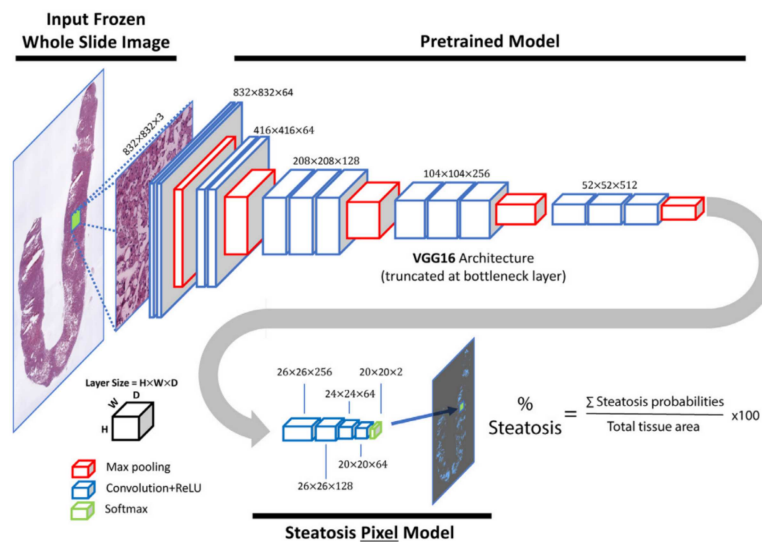 Input Frozen
Whole Slide Image
Pretrained Model
832×832×3
832×832×64
416×416×64
208×208×128
104×104×256
52×52×512
VGG16 Architecture
(truncated at bottleneck layer)
Layer Size = H×W×D
D
W
H
Max pooling
Convolution+ReLU
Softmax
26×26×256
20×20×2
24×24×64
20×20×64
26×26×128
% Steatosis = ∑ Steatosis probabilities / Total tissue area x100
Steatosis Pixel Model